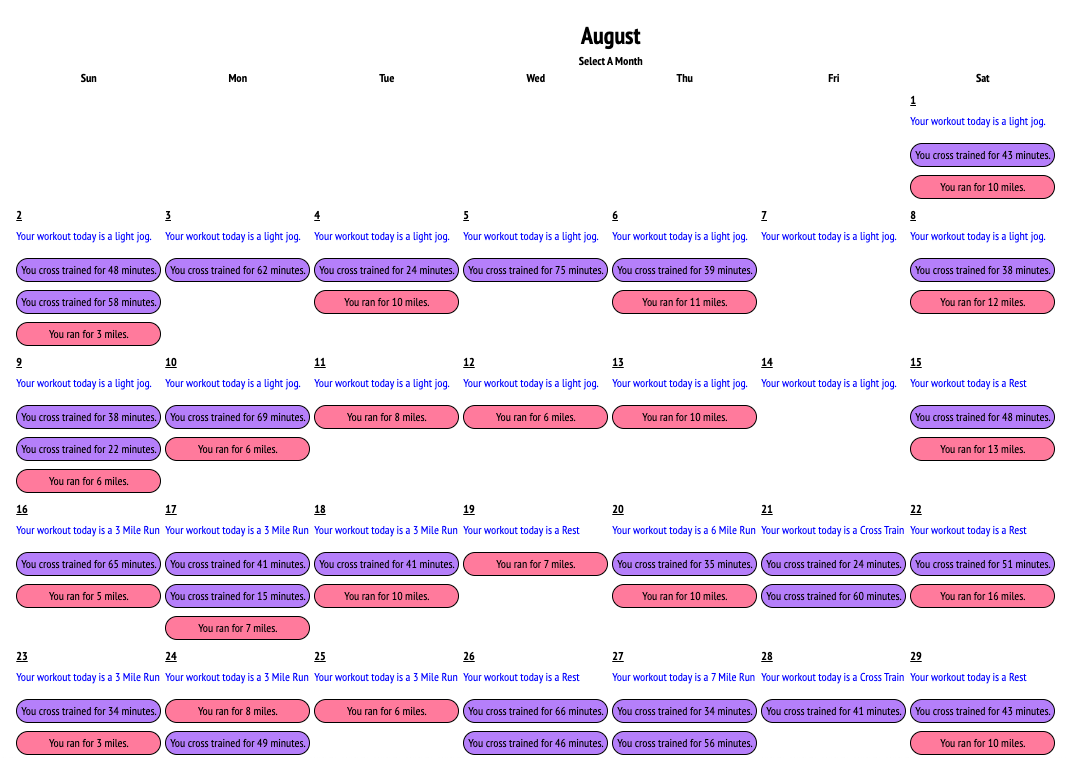 August
Select A Month
Sun Mon Tue Wed Thu Fri Sat
1
Your workout today is a light jog.
You cross trained for 43 minutes.
You ran for 10 miles.
2
Your workout today is a light jog.
You cross trained for 48 minutes.
You cross trained for 58 minutes.
You ran for 3 miles.
3
Your workout today is a light jog.
You cross trained for 62 minutes.
4
Your workout today is a light jog.
You cross trained for 24 minutes.
You ran for 10 miles.
5
Your workout today is a light jog.
You cross trained for 75 minutes.
6
Your workout today is a light jog.
You cross trained for 39 minutes.
You ran for 11 miles.
7
Your workout today is a light jog.
8
Your workout today is a light jog.
You cross trained for 38 minutes.
You ran for 12 miles.
9
Your workout today is a light jog.
You cross trained for 38 minutes.
You cross trained for 22 minutes.
You ran for 6 miles.
10
Your workout today is a light jog.
You cross trained for 69 minutes.
You ran for 6 miles.
11
Your workout today is a light jog.
You ran for 8 miles.
12
Your workout today is a light jog.
You ran for 6 miles.
13
Your workout today is a light jog.
You ran for 10 miles.
14
Your workout today is a light jog.
15
Your workout today is a Rest
You cross trained for 48 minutes.
You ran for 13 miles.
16
Your workout today is a 3 Mile Run
You cross trained for 65 minutes.
You ran for 5 miles.
17
Your workout today is a 3 Mile Run
You cross trained for 41 minutes.
You cross trained for 15 minutes.
You ran for 7 miles.
18
Your workout today is a 3 Mile Run
You cross trained for 41 minutes.
You ran for 10 miles.
19
Your workout today is a Rest
You ran for 7 miles.
20
Your workout today is a 6 Mile Run
You cross trained for 35 minutes.
You ran for 10 miles.
21
Your workout today is a Cross Train
You cross trained for 24 minutes.
You cross trained for 60 minutes.
22
Your workout today is a Rest
You cross trained for 51 minutes.
You ran for 16 miles.
23
Your workout today is a 3 Mile Run
You cross trained for 34 minutes.
You ran for 3 miles.
24
Your workout today is a 3 Mile Run
You ran for 8 miles.
You cross trained for 49 minutes.
25
Your workout today is a 3 Mile Run
You ran for 6 miles.
26
Your workout today is a Rest
You cross trained for 66 minutes.
You cross trained for 46 minutes.
27
Your workout today is a 7 Mile Run
You cross trained for 34 minutes.
You cross trained for 56 minutes.
28
Your workout today is a Cross Train
You cross trained for 41 minutes.
29
Your workout today is a Rest
You cross trained for 43 minutes.
You ran for 10 miles.